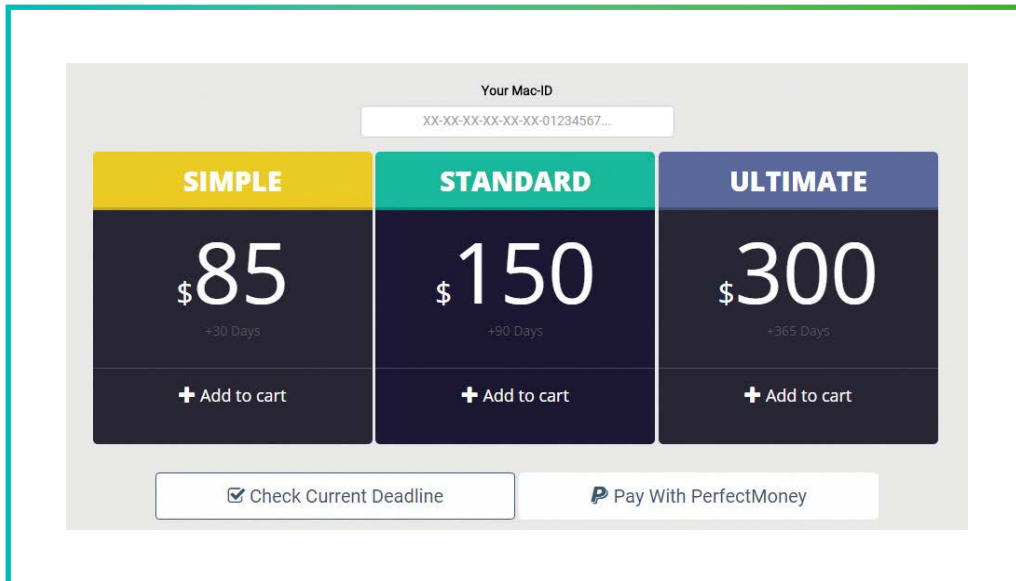 Your Mac-ID
XX-XX-XX-XX-XX-XX-01234567...
SIMPLE
$85
+30 Days
Add to cart
STANDARD
$150
+90 Days
Add to cart
ULTIMATE
$300
+365 Days
Add to cart
Check Current Deadline
Pay With PerfectMoney